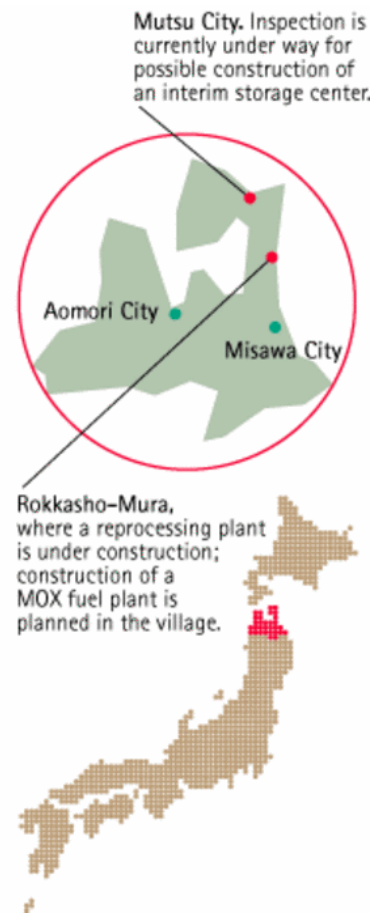 Mutsu City. Inspection is
currently under way for
possible construction of
an interim storage center.
Aomori City
Misawa City
Rokkasho-Mura,
where a reprocessing plant
is under construction;
construction of a
MOX fuel plant is
planned in the village.